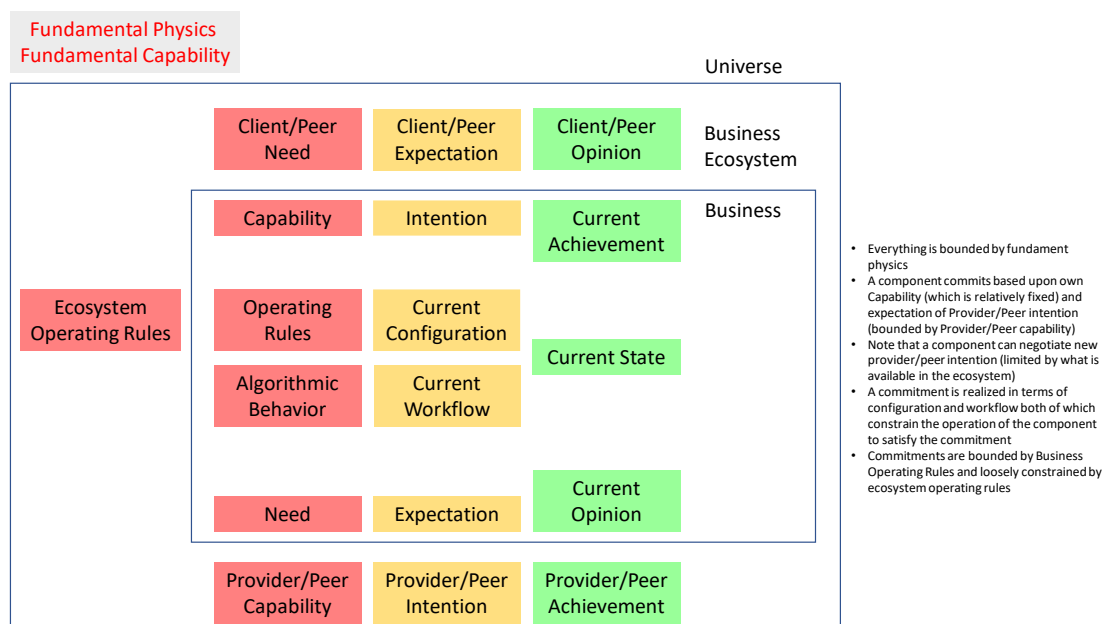 Fundamental Physics
Fundamental Capability
Universe
Client/Peer
Need
Client/Peer
Expectation
Client/Peer
Opinion
Business
Ecosystem
Capability
Intention
Current
Achievement
Business
Ecosystem
Operating Rules
Operating
Rules
Current
Configuration
Current State
Algorithmic
Behavior
Current
Workflow
Need
Expectation
Current
Opinion
Provider/Peer
Capability
Provider/Peer
Intention
Provider/Peer
Achievement
• Everything is bounded by fundament
physics
• A component commits based upon own
Capability (which is relatively fixed) and
expectation of Provider/Peer intention
(bounded by Provider/Peer capability)
• Note that a component can negotiate new
provider/peer intention (limited by what is
available in the ecosystem)
• A commitment is realized in terms of
configuration and workflow both of which
constrain the operation of the component
to satisfy the commitment
• Commitments are bounded by Business
Operating Rules and loosely constrained by
ecosystem operating rules